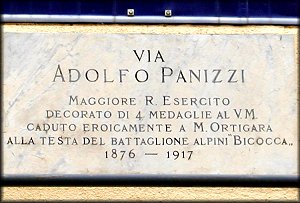 VIA
ADOLFO PANIZZI
MAGGIORE R. ESERCITO
DECORATO DI 4 MEDAGLIE AL V.M.
CADUTO EROICAMENTE A M. ORTIGARA
ALLA TESTA DEL BATTAGLIONE ALPINI "BICOCCA„
1876 — 1917